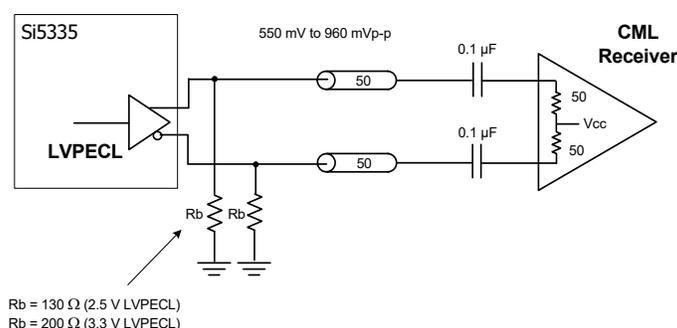 Si5335
550 mV to 960 mVp-p
CML
Receiver
0.1 µF
50
50
Vcc
LVPECL
0.1 µF
50
50
Rb
Rb
Rb = 130 Ω (2.5 V LVPECL)
Rb = 200 Ω (3.3 V LVPECL)